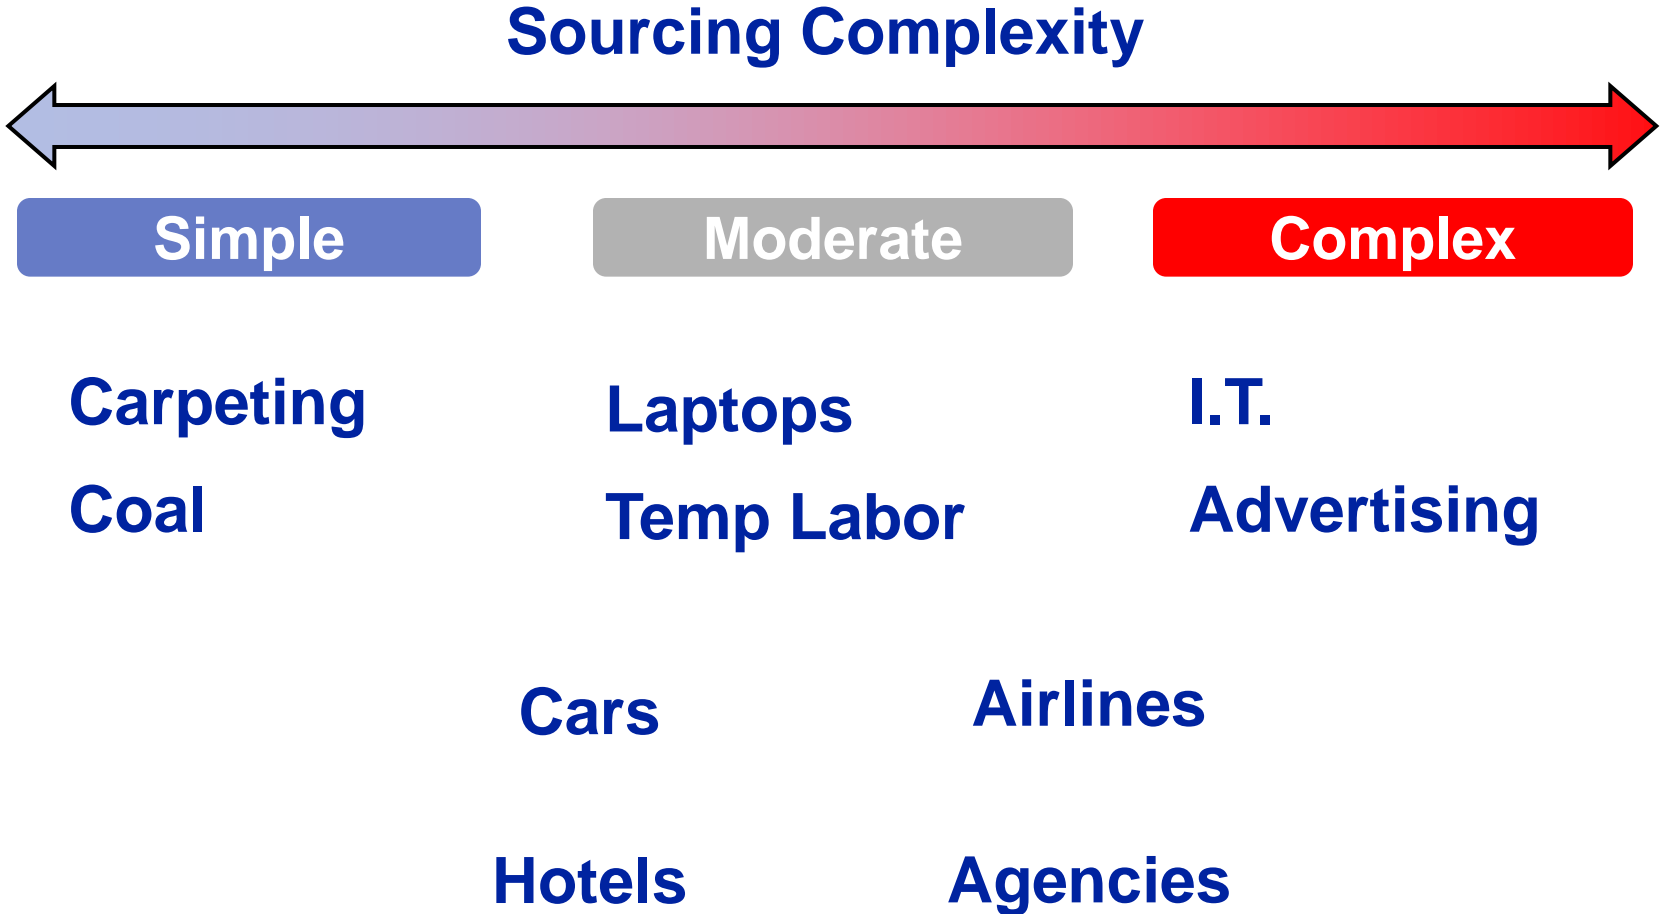 Sourcing Complexity
Simple Moderate Complex
Carpeting Laptops I.T.
Coal Temp Labor Advertising
Cars Airlines
Hotels Agencies